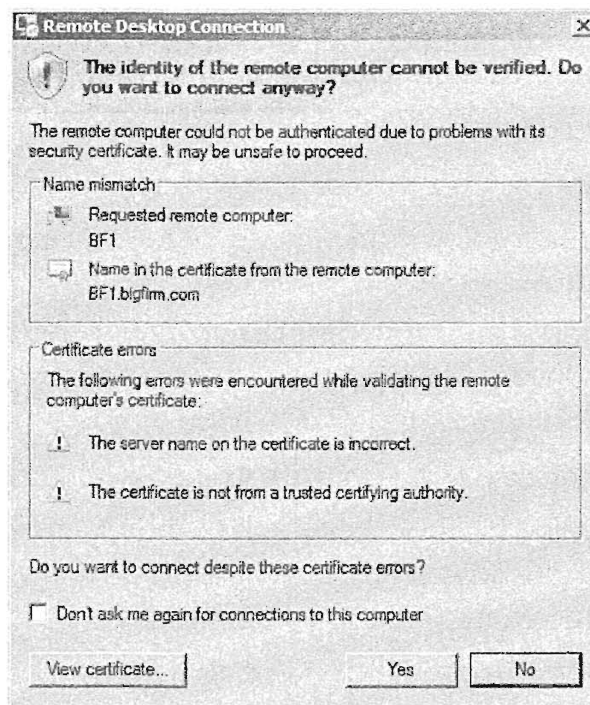 Remote Desktop Connection
The identity of the remote computer cannot be verified. Do
you want to connect anyway?
The remote computer could not be authenticated due to problems with its
security certificate. It may be unsafe to proceed.
Name mismatch
Requested remote computer:
BF1
Name in the certificate from the remote computer:
BF1.bigfirm.com
Certificate errors
The following errors were encountered while validating the remote
computer's certificate:
The server name on the certificate is incorrect.
The certificate is not from a trusted certifying authority.
Do you want to connect despite these certificate errors?
Don't ask me again for connections to this computer
View certificate...
Yes
No